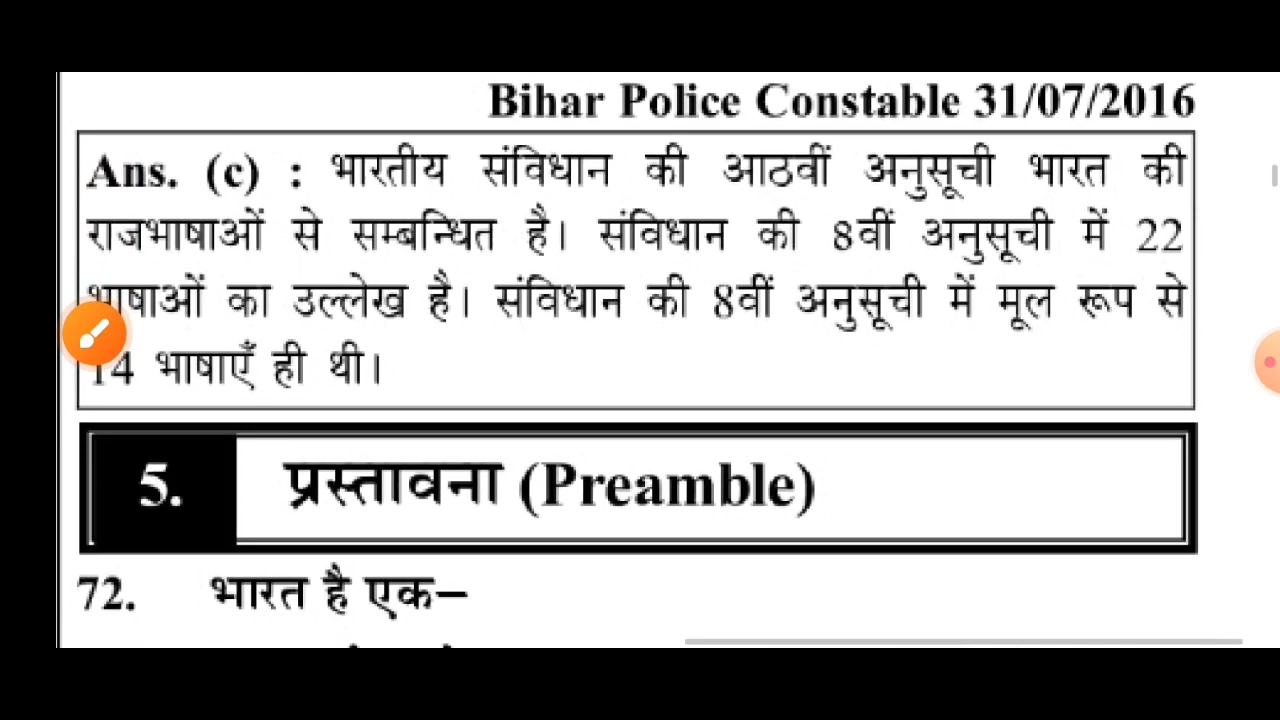 Bihar Police Constable 31/07/2016
Ans. (c) : भारतीय संविधान की आठवीं अनुसूची भारत की
राजभाषाओं से सम्बन्धित है। संविधान की 8वीं अनुसूची में 22
भाषाओं का उल्लेख है। संविधान की 8वीं अनुसूची में मूल रूप से
14 भाषाएँ ही थी।
5. प्रस्तावना (Preamble)
72. भारत है एक–